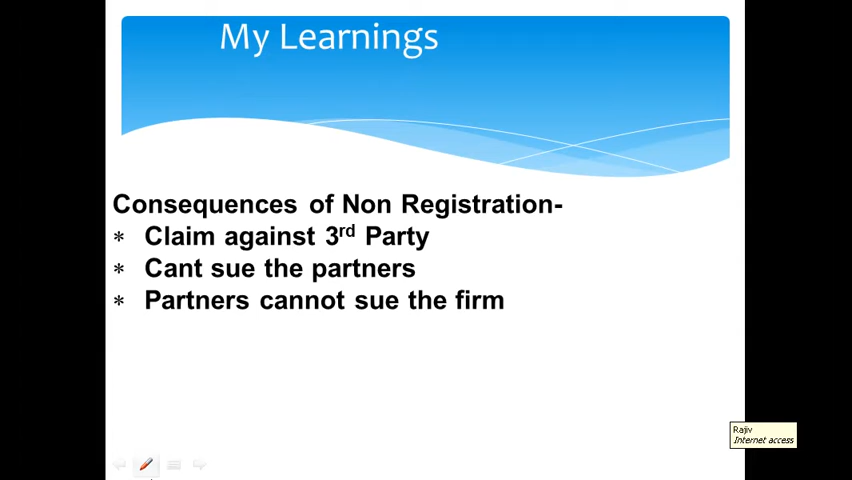 My Learnings
Consequences of Non Registration-
* Claim against 3rd Party
* Cant sue the partners
* Partners cannot sue the firm
Rajiv
Internet access